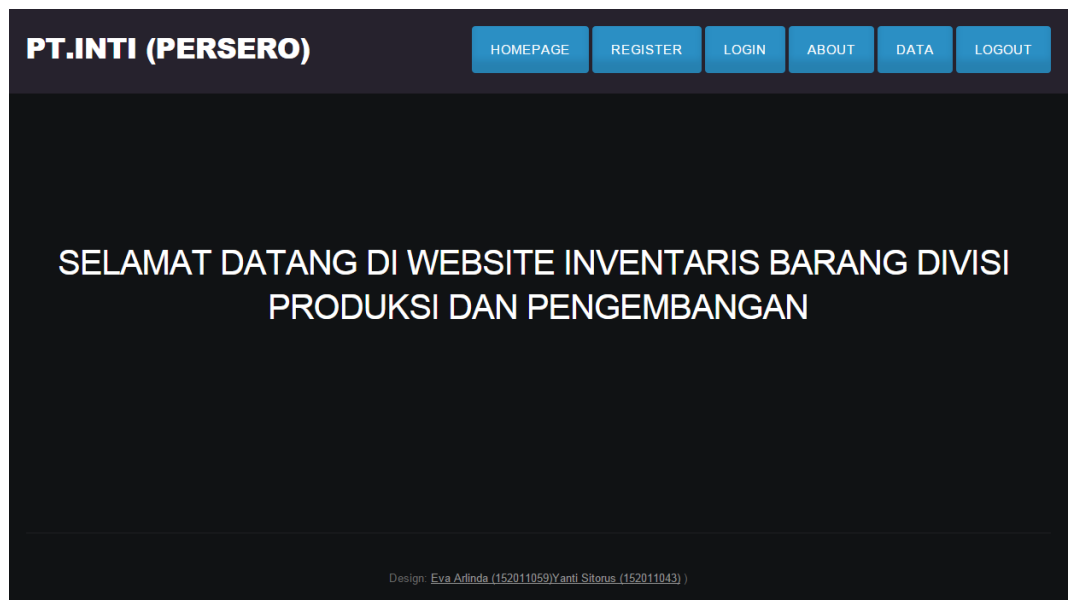 PT.INTI (PERSERO)
HOMEPAGE REGISTER LOGIN ABOUT DATA LOGOUT
SELAMAT DATANG DI WEBSITE INVENTARIS BARANG DIVISI
PRODUKSI DAN PENGEMBANGAN
Design: Eva Arlinda (152011059)Yanti Sitorus (152011043) )